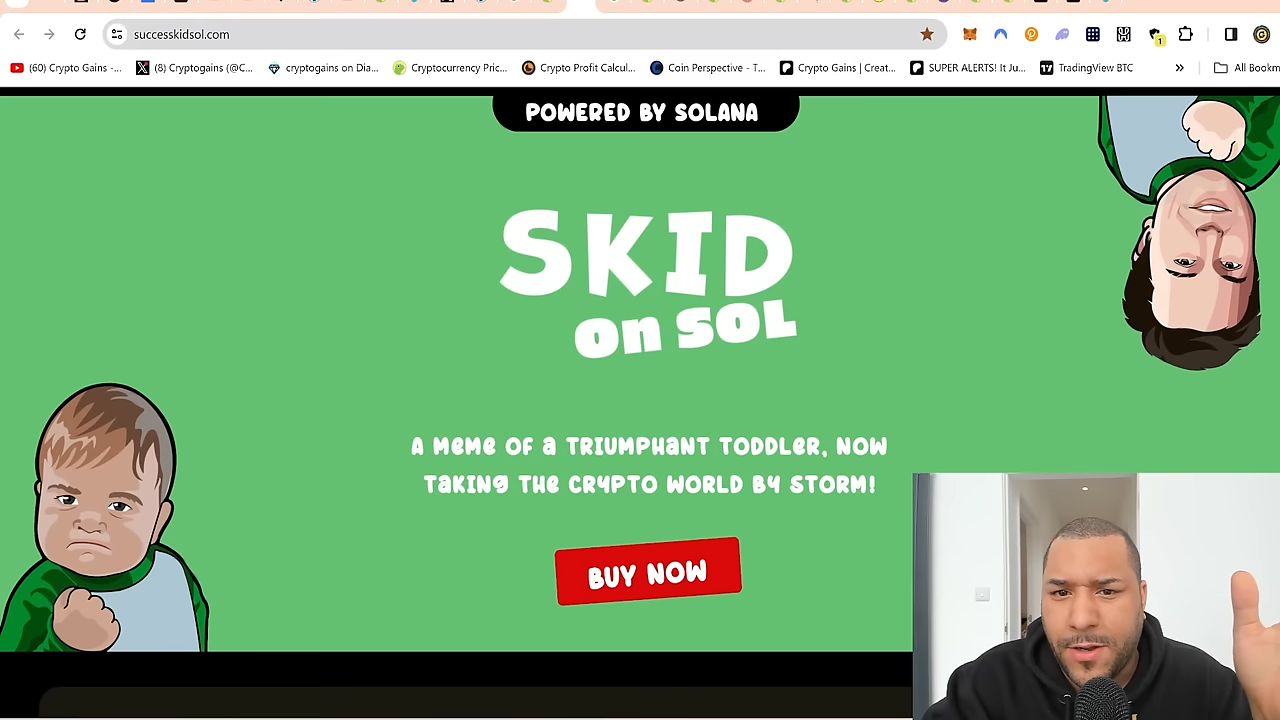 successkidsol.com
(60) Crypto Gains -...
(8) Cryptogains (@C...
cryptogains on Dia...
Cryptocurrency Pric...
Crypto Profit Calcul...
Coin Perspective - T...
Crypto Gains | Creat...
SUPER ALERTS! It Ju...
TradingView BTC
»
All Bookm
1
POWERED BY SOLANA
SKID
on SOL
A MEME OF A TRIUMPHANT TODDLER, NOW
TAKING THE CRYPTO WORLD BY STORM!
BUY NOW